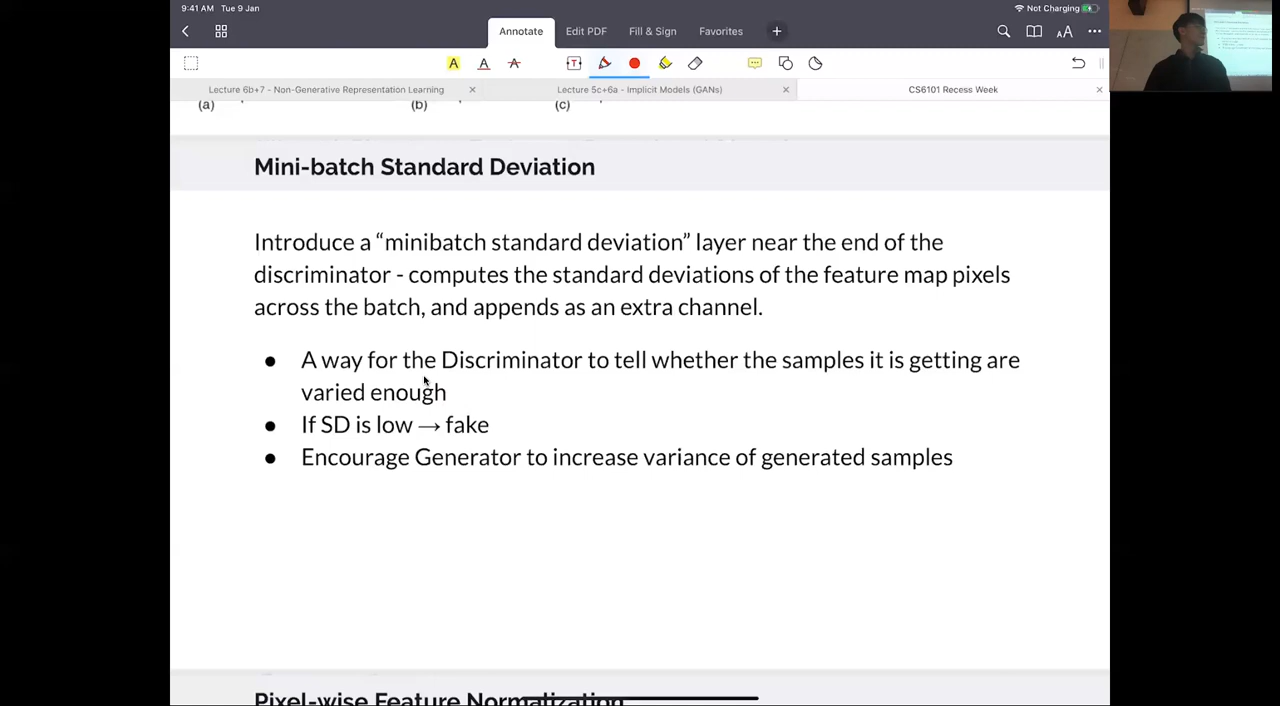 9:41 AM Tue 9 Jan
Not Charging
Annotate Edit PDF Fill & Sign Favorites +
Lecture 6b+7 - Non-Generative Representation Learning
Lecture 5c+6a - Implicit Models (GANs)
CS6101 Recess Week
(a) (b) (c)
Mini-batch Standard Deviation
Introduce a “minibatch standard deviation” layer near the end of the
discriminator - computes the standard deviations of the feature map pixels
across the batch, and appends as an extra channel.
● A way for the Discriminator to tell whether the samples it is getting are
varied enough
● If SD is low → fake
● Encourage Generator to increase variance of generated samples
Pixel-wise Feature Normalization